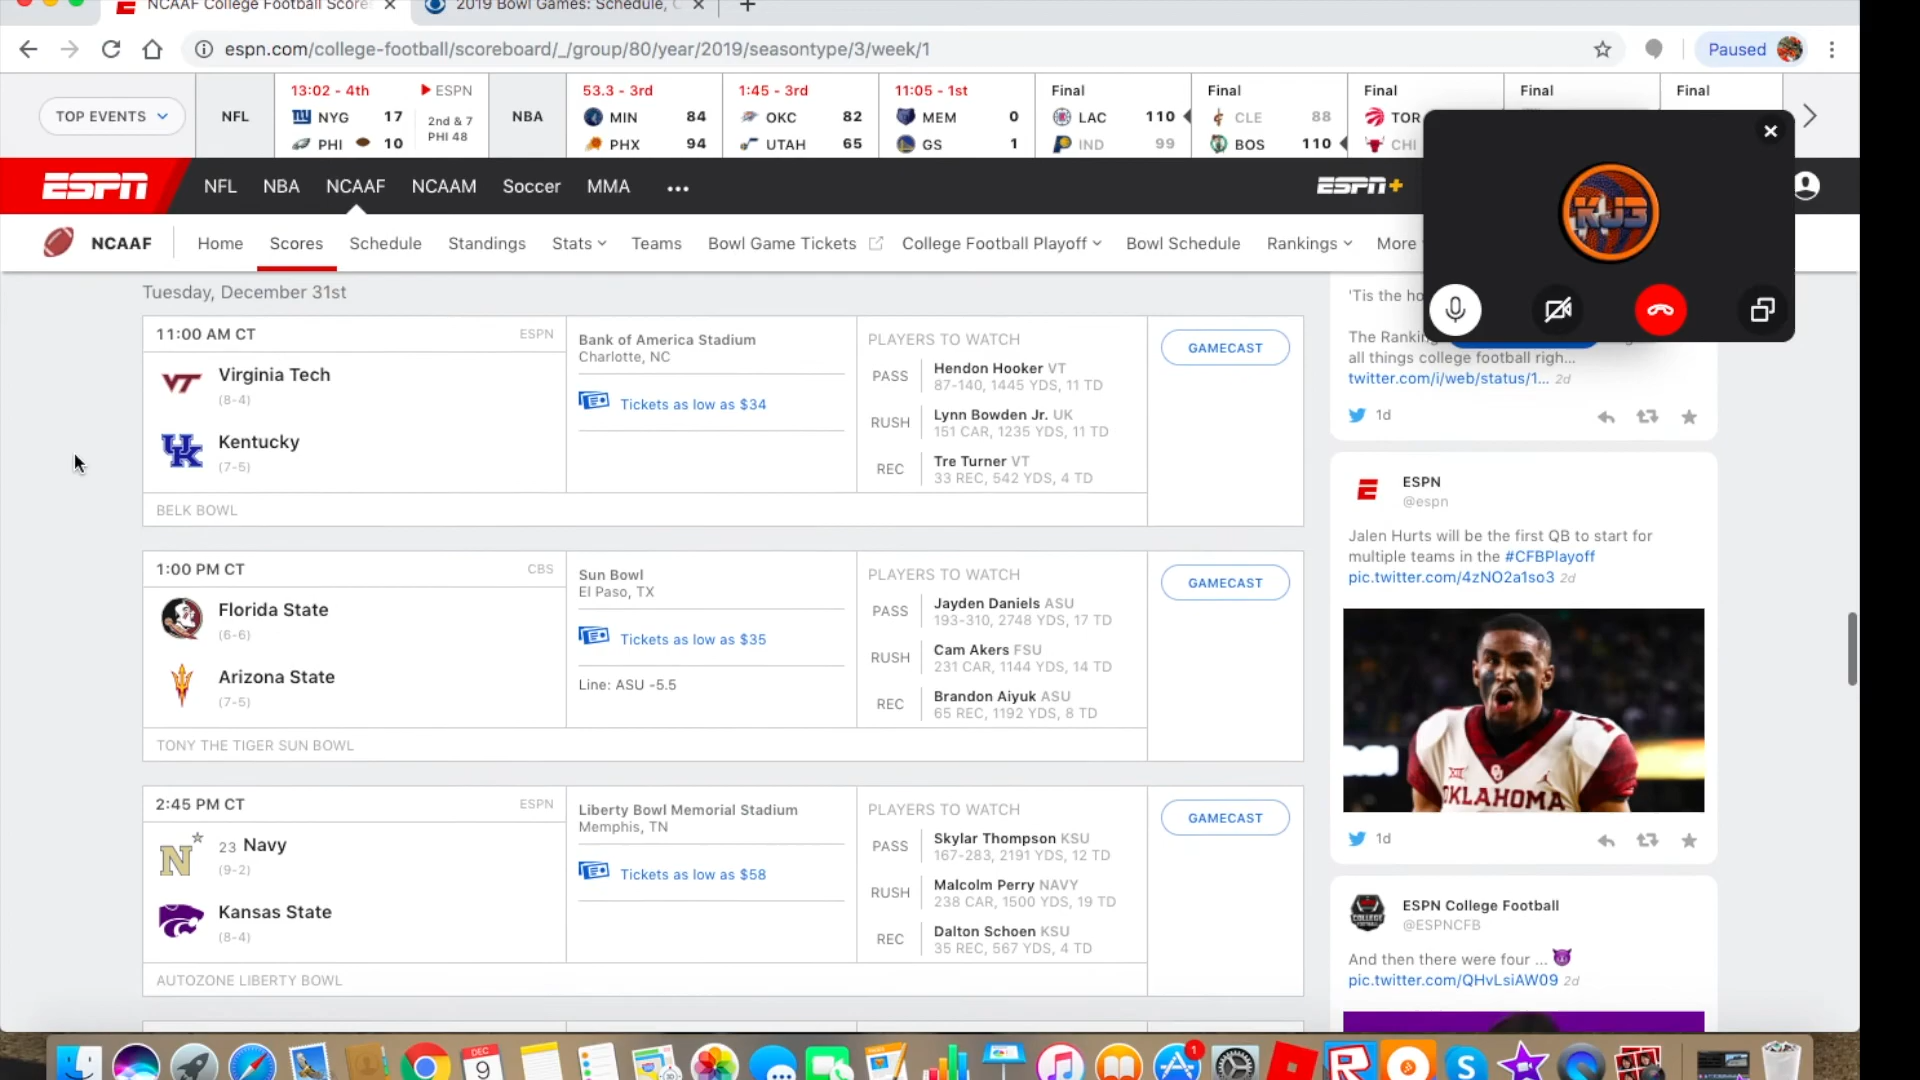 NCAAF College Football Score
2019 Bowl Games: Schedule,
espn.com/college-football/scoreboard/_/group/80/year/2019/seasontype/3/week/1
Paused
TOP EVENTS
NFL
13:02 - 4th
ESPN
NYG 17
PHI 10
2nd & 7
PHI 48
NBA
53.3 - 3rd
MIN 84
PHX 94
1:45 - 3rd
OKC 82
UTAH 65
11:05 - 1st
MEM 0
GS 1
Final
LAC 110
IND 99
Final
CLE 88
BOS 110
Final
TOR
CHI
Final
Final
ESPN
NFL NBA NCAAF NCAAM Soccer MMA
ESPN+
KJB
NCAAF Home Scores Schedule Standings Stats Teams Bowl Game Tickets College Football Playoff Bowl Schedule Rankings More
Tuesday, December 31st
11:00 AM CT ESPN
VT Virginia Tech
(8-4)
UK Kentucky
(7-5)
BELK BOWL
Bank of America Stadium
Charlotte, NC
Tickets as low as $34
PLAYERS TO WATCH
PASS Hendon Hooker VT
87-140, 1445 YDS, 11 TD
RUSH Lynn Bowden Jr. UK
151 CAR, 1235 YDS, 11 TD
REC Tre Turner VT
33 REC, 542 YDS, 4 TD
GAMECAST
1:00 PM CT CBS
Florida State
(6-6)
Arizona State
(7-5)
TONY THE TIGER SUN BOWL
Sun Bowl
El Paso, TX
Tickets as low as $35
Line: ASU -5.5
PLAYERS TO WATCH
PASS Jayden Daniels ASU
193-310, 2748 YDS, 17 TD
RUSH Cam Akers FSU
231 CAR, 1144 YDS, 14 TD
REC Brandon Aiyuk ASU
65 REC, 1192 YDS, 8 TD
GAMECAST
2:45 PM CT ESPN
N 23 Navy
(9-2)
Kansas State
(8-4)
AUTOZONE LIBERTY BOWL
Liberty Bowl Memorial Stadium
Memphis, TN
Tickets as low as $58
PLAYERS TO WATCH
PASS Skylar Thompson KSU
167-283, 2191 YDS, 12 TD
RUSH Malcolm Perry NAVY
238 CAR, 1500 YDS, 19 TD
REC Dalton Schoen KSU
35 REC, 567 YDS, 4 TD
GAMECAST
'Tis the ho
The Ranking
all things college football righ...
twitter.com/i/web/status/1... 2d
1d
ESPN
@espn
Jalen Hurts will be the first QB to start for
multiple teams in the #CFBPlayoff
pic.twitter.com/4zNO2a1so3 2d
XII
OKLAHOMA
1d
COLLEGE
ESPN College Football
@ESPNCFB
And then there were four ... 😈
pic.twitter.com/QHvLsiAW09 2d
DEC
9
1